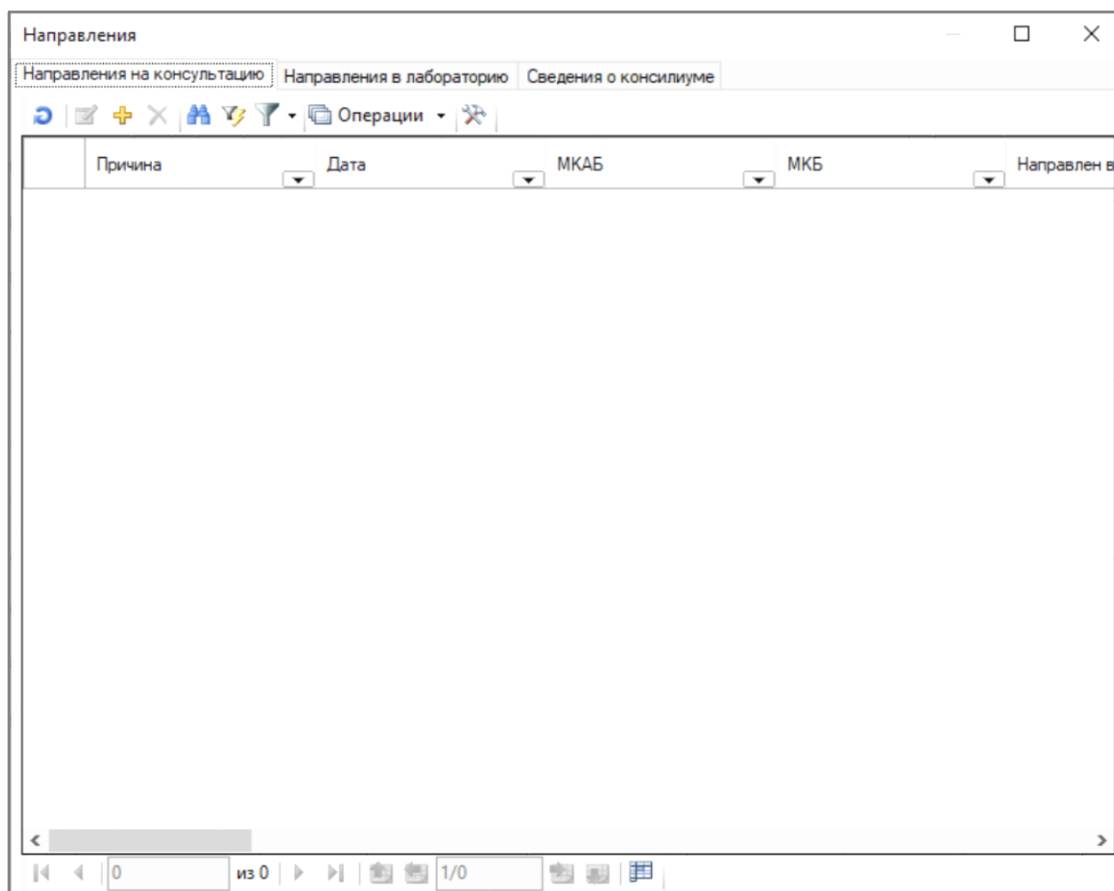 Направления
Направления на консультацию Направления в лабораторию Сведения о консилиуме
Операции
Причина Дата МКАБ МКБ Направлен в
0 из 0 1/0